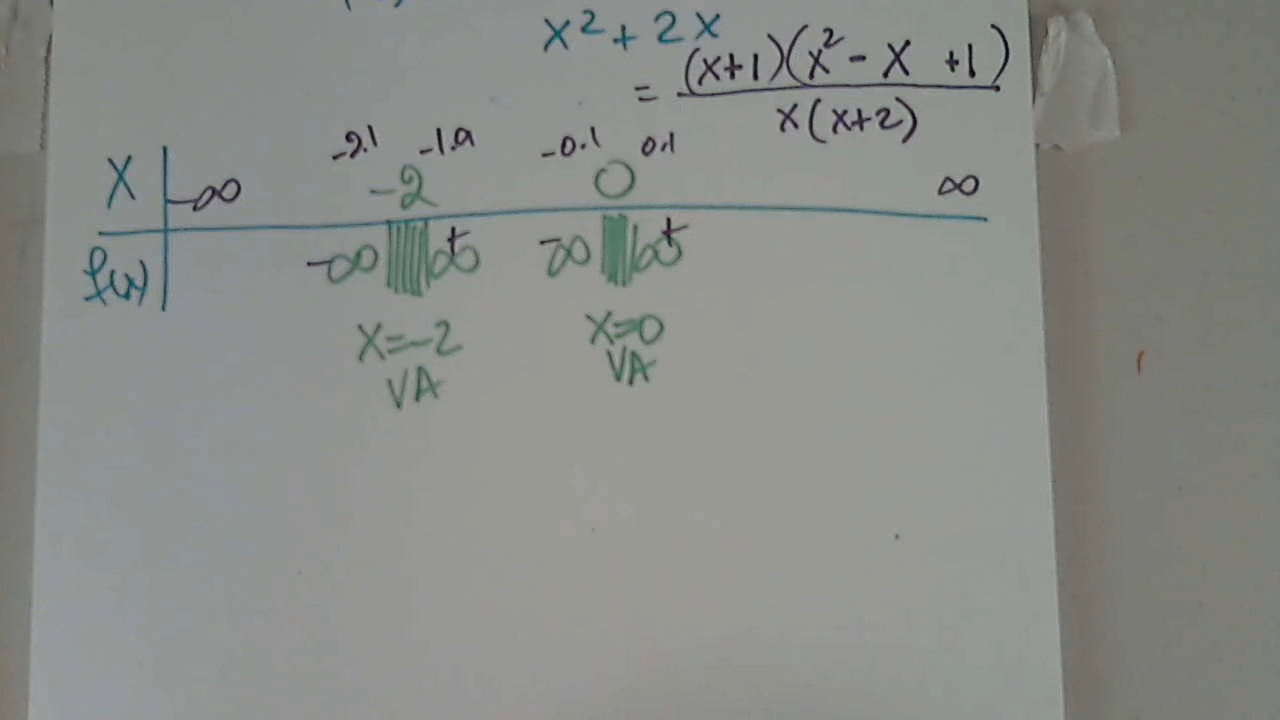 x² + 2x
= (x+1)(x² - x +1) / x(x+2)
-2.1 -1.9 -0.1 0.1
x -∞ -2 0 ∞
f(x) -∞ +∞ -∞ +∞
x=-2 x=0
VA VA